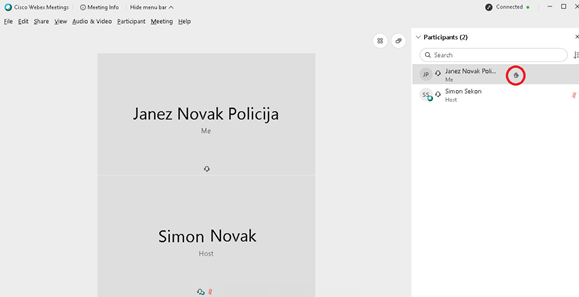 Cisco Webex Meetings Meeting Info Hide menu bar Connected
File Edit Share View Audio & Video Participant Meeting Help
Participants (2)
Search
JP Janez Novak Poli...
Me
SS Simon Sekan
Host
Janez Novak Policija
Me
Simon Novak
Host